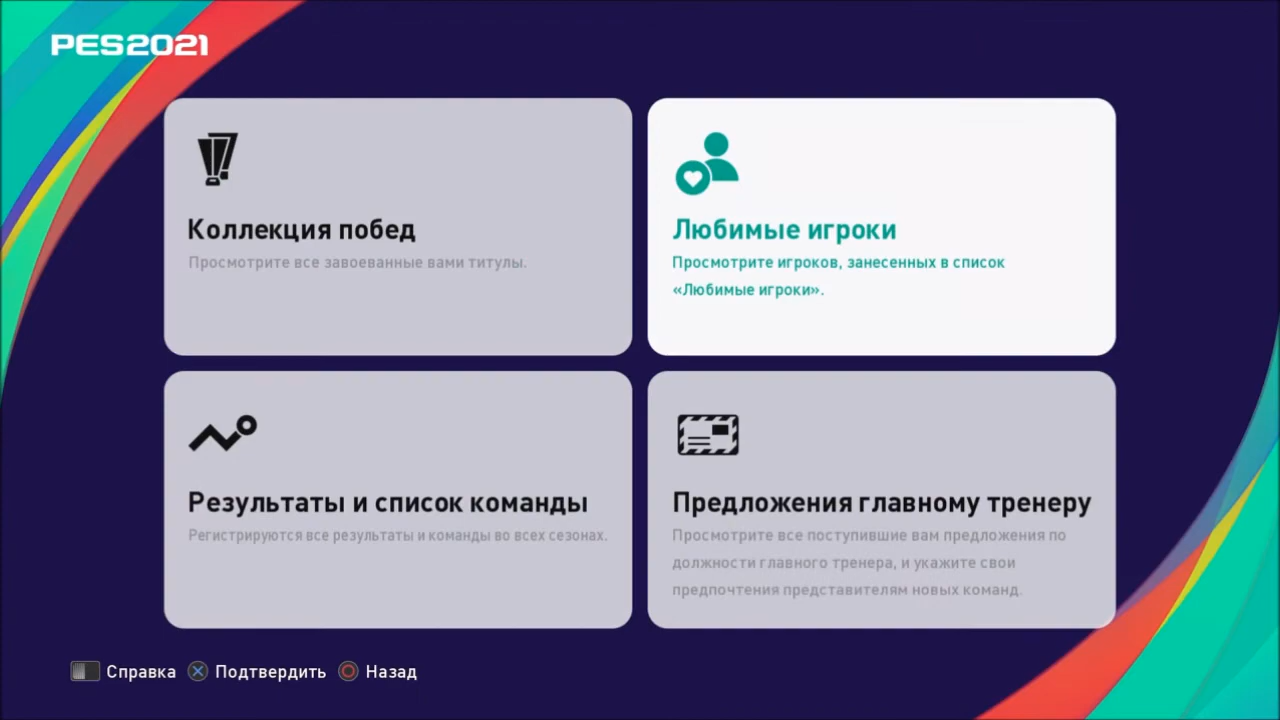 PES2021
Коллекция побед
Просмотрите все завоеванные вами титулы.
Любимые игроки
Просмотрите игроков, занесенных в список
«Любимые игроки».
Результаты и список команды
Регистрируются все результаты и команды во всех сезонах.
Предложения главному тренеру
Просмотрите все поступившие вам предложения по
должности главного тренера, и укажите свои
предпочтения представителям новых команд.
Справка Подтвердить Назад